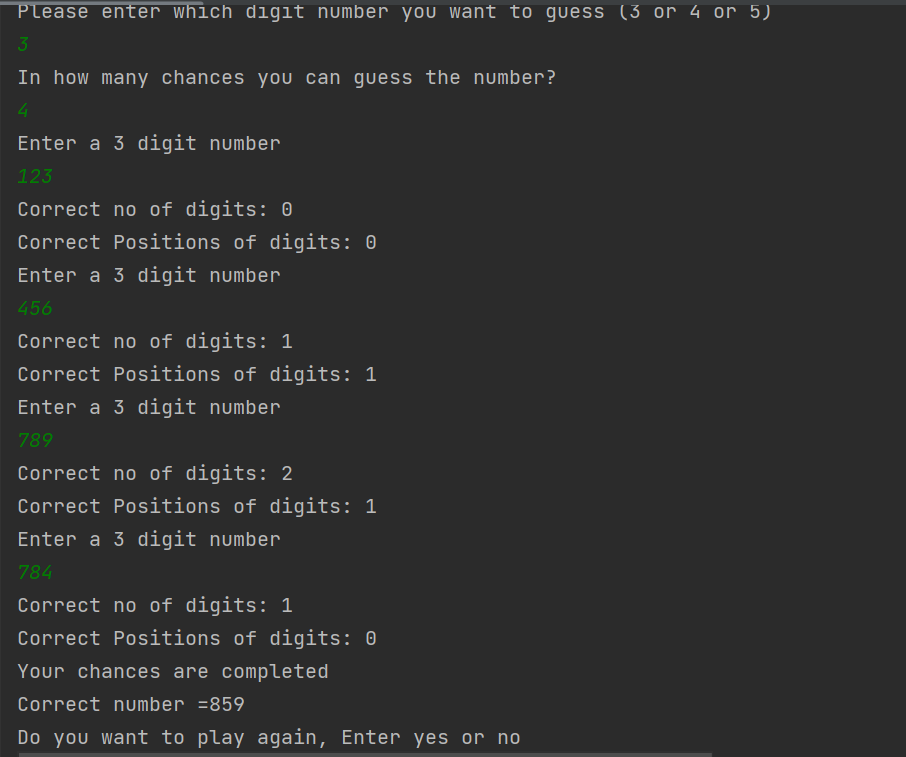 Please enter which digit number you want to guess (3 or 4 or 5)
3
In how many chances you can guess the number?
4
Enter a 3 digit number
123
Correct no of digits: 0
Correct Positions of digits: 0
Enter a 3 digit number
456
Correct no of digits: 1
Correct Positions of digits: 1
Enter a 3 digit number
789
Correct no of digits: 2
Correct Positions of digits: 1
Enter a 3 digit number
784
Correct no of digits: 1
Correct Positions of digits: 0
Your chances are completed
Correct number =859
Do you want to play again, Enter yes or no